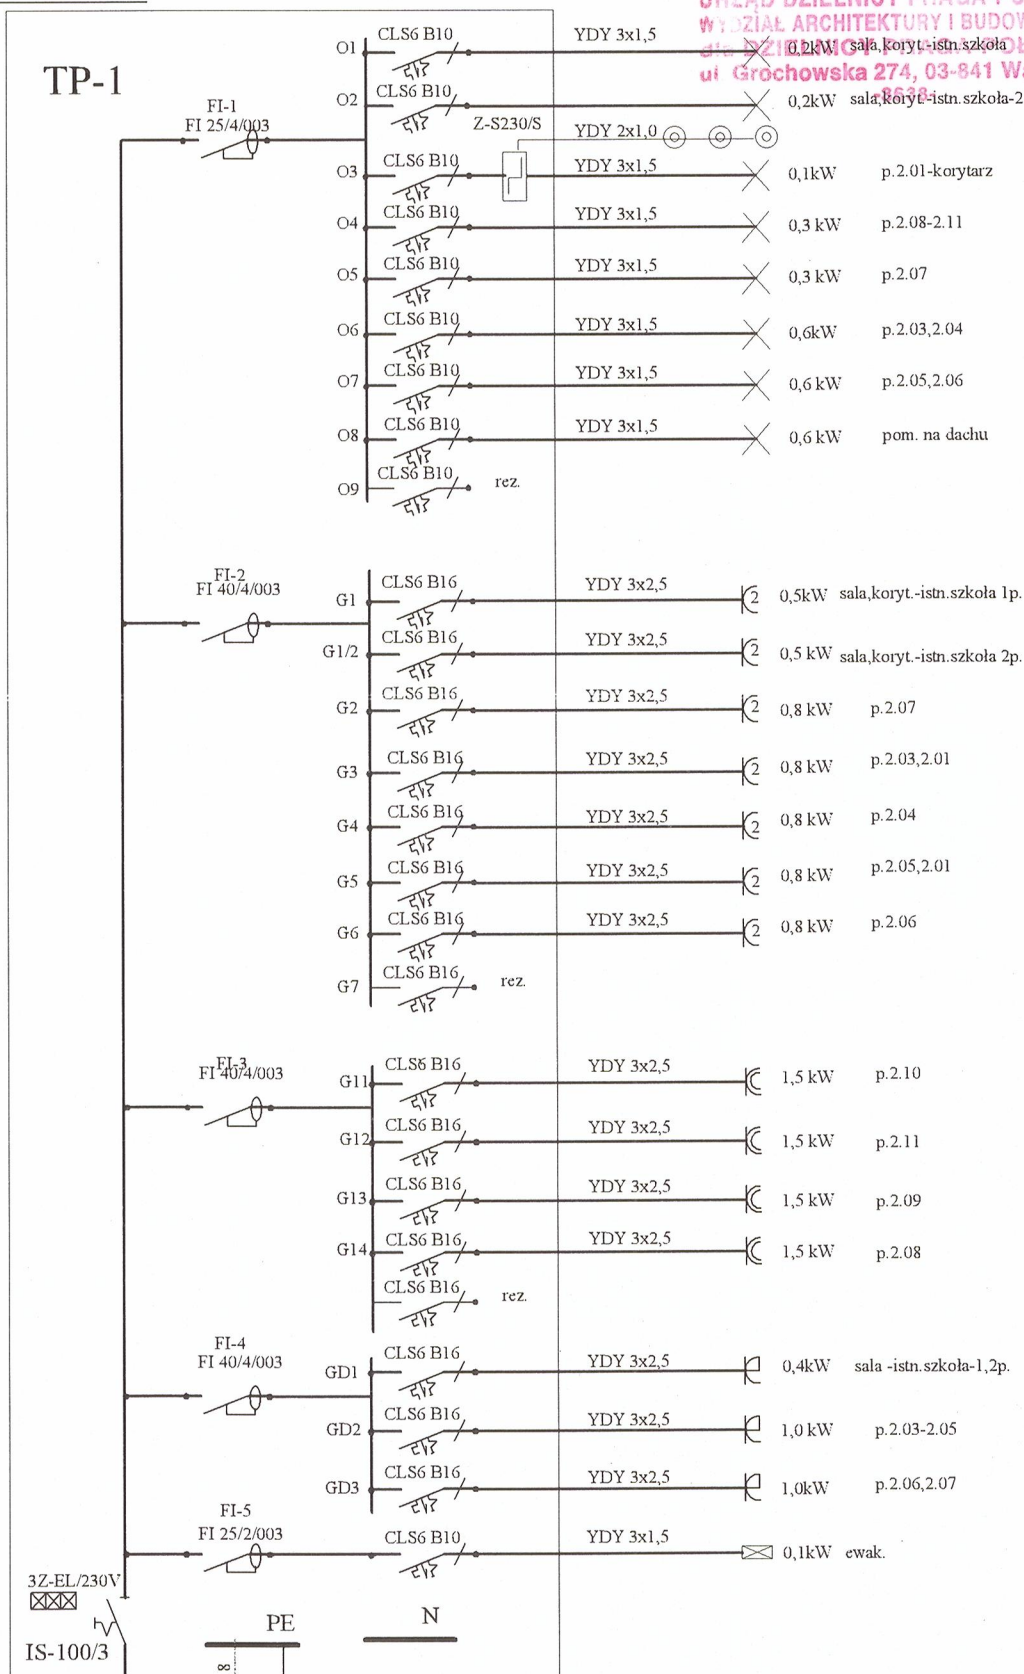 WYDZIAŁ ARCHITEKTURY I BUDOW
ul Grochowska 274, 03-841 Wa
-8638-
TP-1
O1 CLS6 B10 YDY 3x1,5 0,2kW sala,koryt.-istn.szkoła
O2 CLS6 B10 YDY 3x1,5 0,2kW sala,koryt.-istn.szkoła-2
FI-1
FI 25/4/003
Z-S230/S YDY 2x1,0
O3 CLS6 B10 YDY 3x1,5 0,1kW p.2.01-korytarz
O4 CLS6 B10 YDY 3x1,5 0,3 kW p.2.08-2.11
O5 CLS6 B10 YDY 3x1,5 0,3 kW p.2.07
O6 CLS6 B10 YDY 3x1,5 0,6kW p.2.03,2.04
O7 CLS6 B10 YDY 3x1,5 0,6 kW p.2.05,2.06
O8 CLS6 B10 YDY 3x1,5 0,6 kW pom. na dachu
O9 CLS6 B10 rez.
FI-2
FI 40/4/003
G1 CLS6 B16 YDY 3x2,5 2 0,5kW sala,koryt.-istn.szkoła 1p.
G1/2 CLS6 B16 YDY 3x2,5 2 0,5 kW sala,koryt.-istn.szkoła 2p.
G2 CLS6 B16 YDY 3x2,5 2 0,8 kW p.2.07
G3 CLS6 B16 YDY 3x2,5 2 0,8 kW p.2.03,2.01
G4 CLS6 B16 YDY 3x2,5 2 0,8 kW p.2.04
G5 CLS6 B16 YDY 3x2,5 2 0,8 kW p.2.05,2.01
G6 CLS6 B16 YDY 3x2,5 2 0,8 kW p.2.06
G7 CLS6 B16 rez.
FI-3
FI 40/4/003
G11 CLS6 B16 YDY 3x2,5 1,5 kW p.2.10
G12 CLS6 B16 YDY 3x2,5 1,5 kW p.2.11
G13 CLS6 B16 YDY 3x2,5 1,5 kW p.2.09
G14 CLS6 B16 YDY 3x2,5 1,5 kW p.2.08
CLS6 B16 rez.
FI-4
FI 40/4/003
GD1 CLS6 B16 YDY 3x2,5 0,4kW sala -istn.szkoła-1,2p.
GD2 CLS6 B16 YDY 3x2,5 1,0 kW p.2.03-2.05
GD3 CLS6 B16 YDY 3x2,5 1,0kW p.2.06,2.07
FI-5
FI 25/2/003
CLS6 B10 YDY 3x1,5 0,1kW ewak.
3Z-EL/230V
IS-100/3
PE
N
8